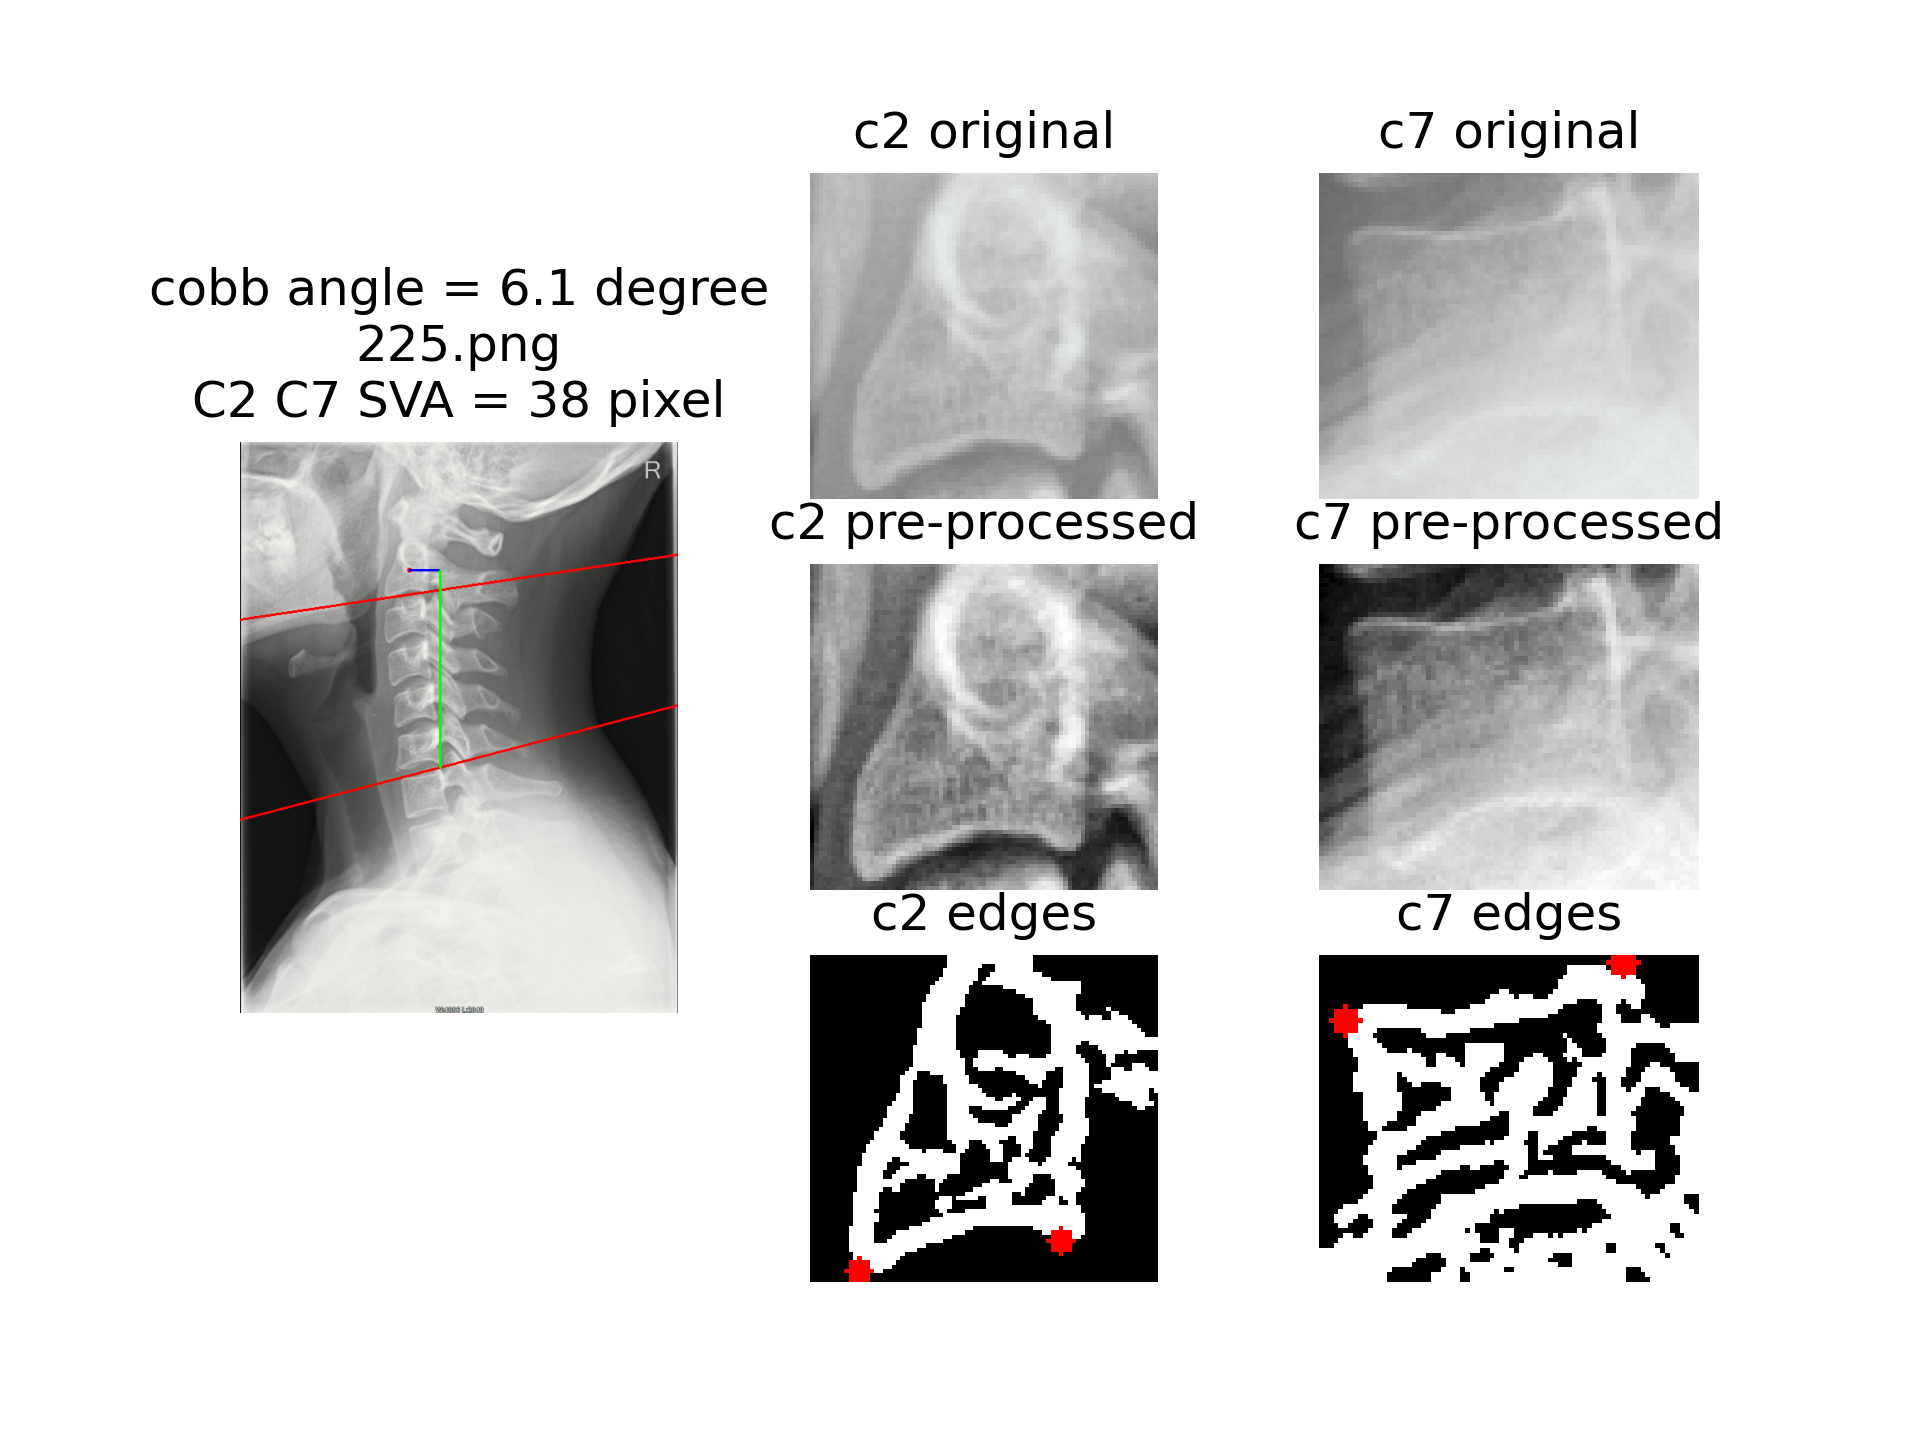 cobb angle = 6.1 degree
225.png
C2 C7 SVA = 38 pixel
R
c2 original
c7 original
c2 pre-processed
c7 pre-processed
c2 edges
c7 edges